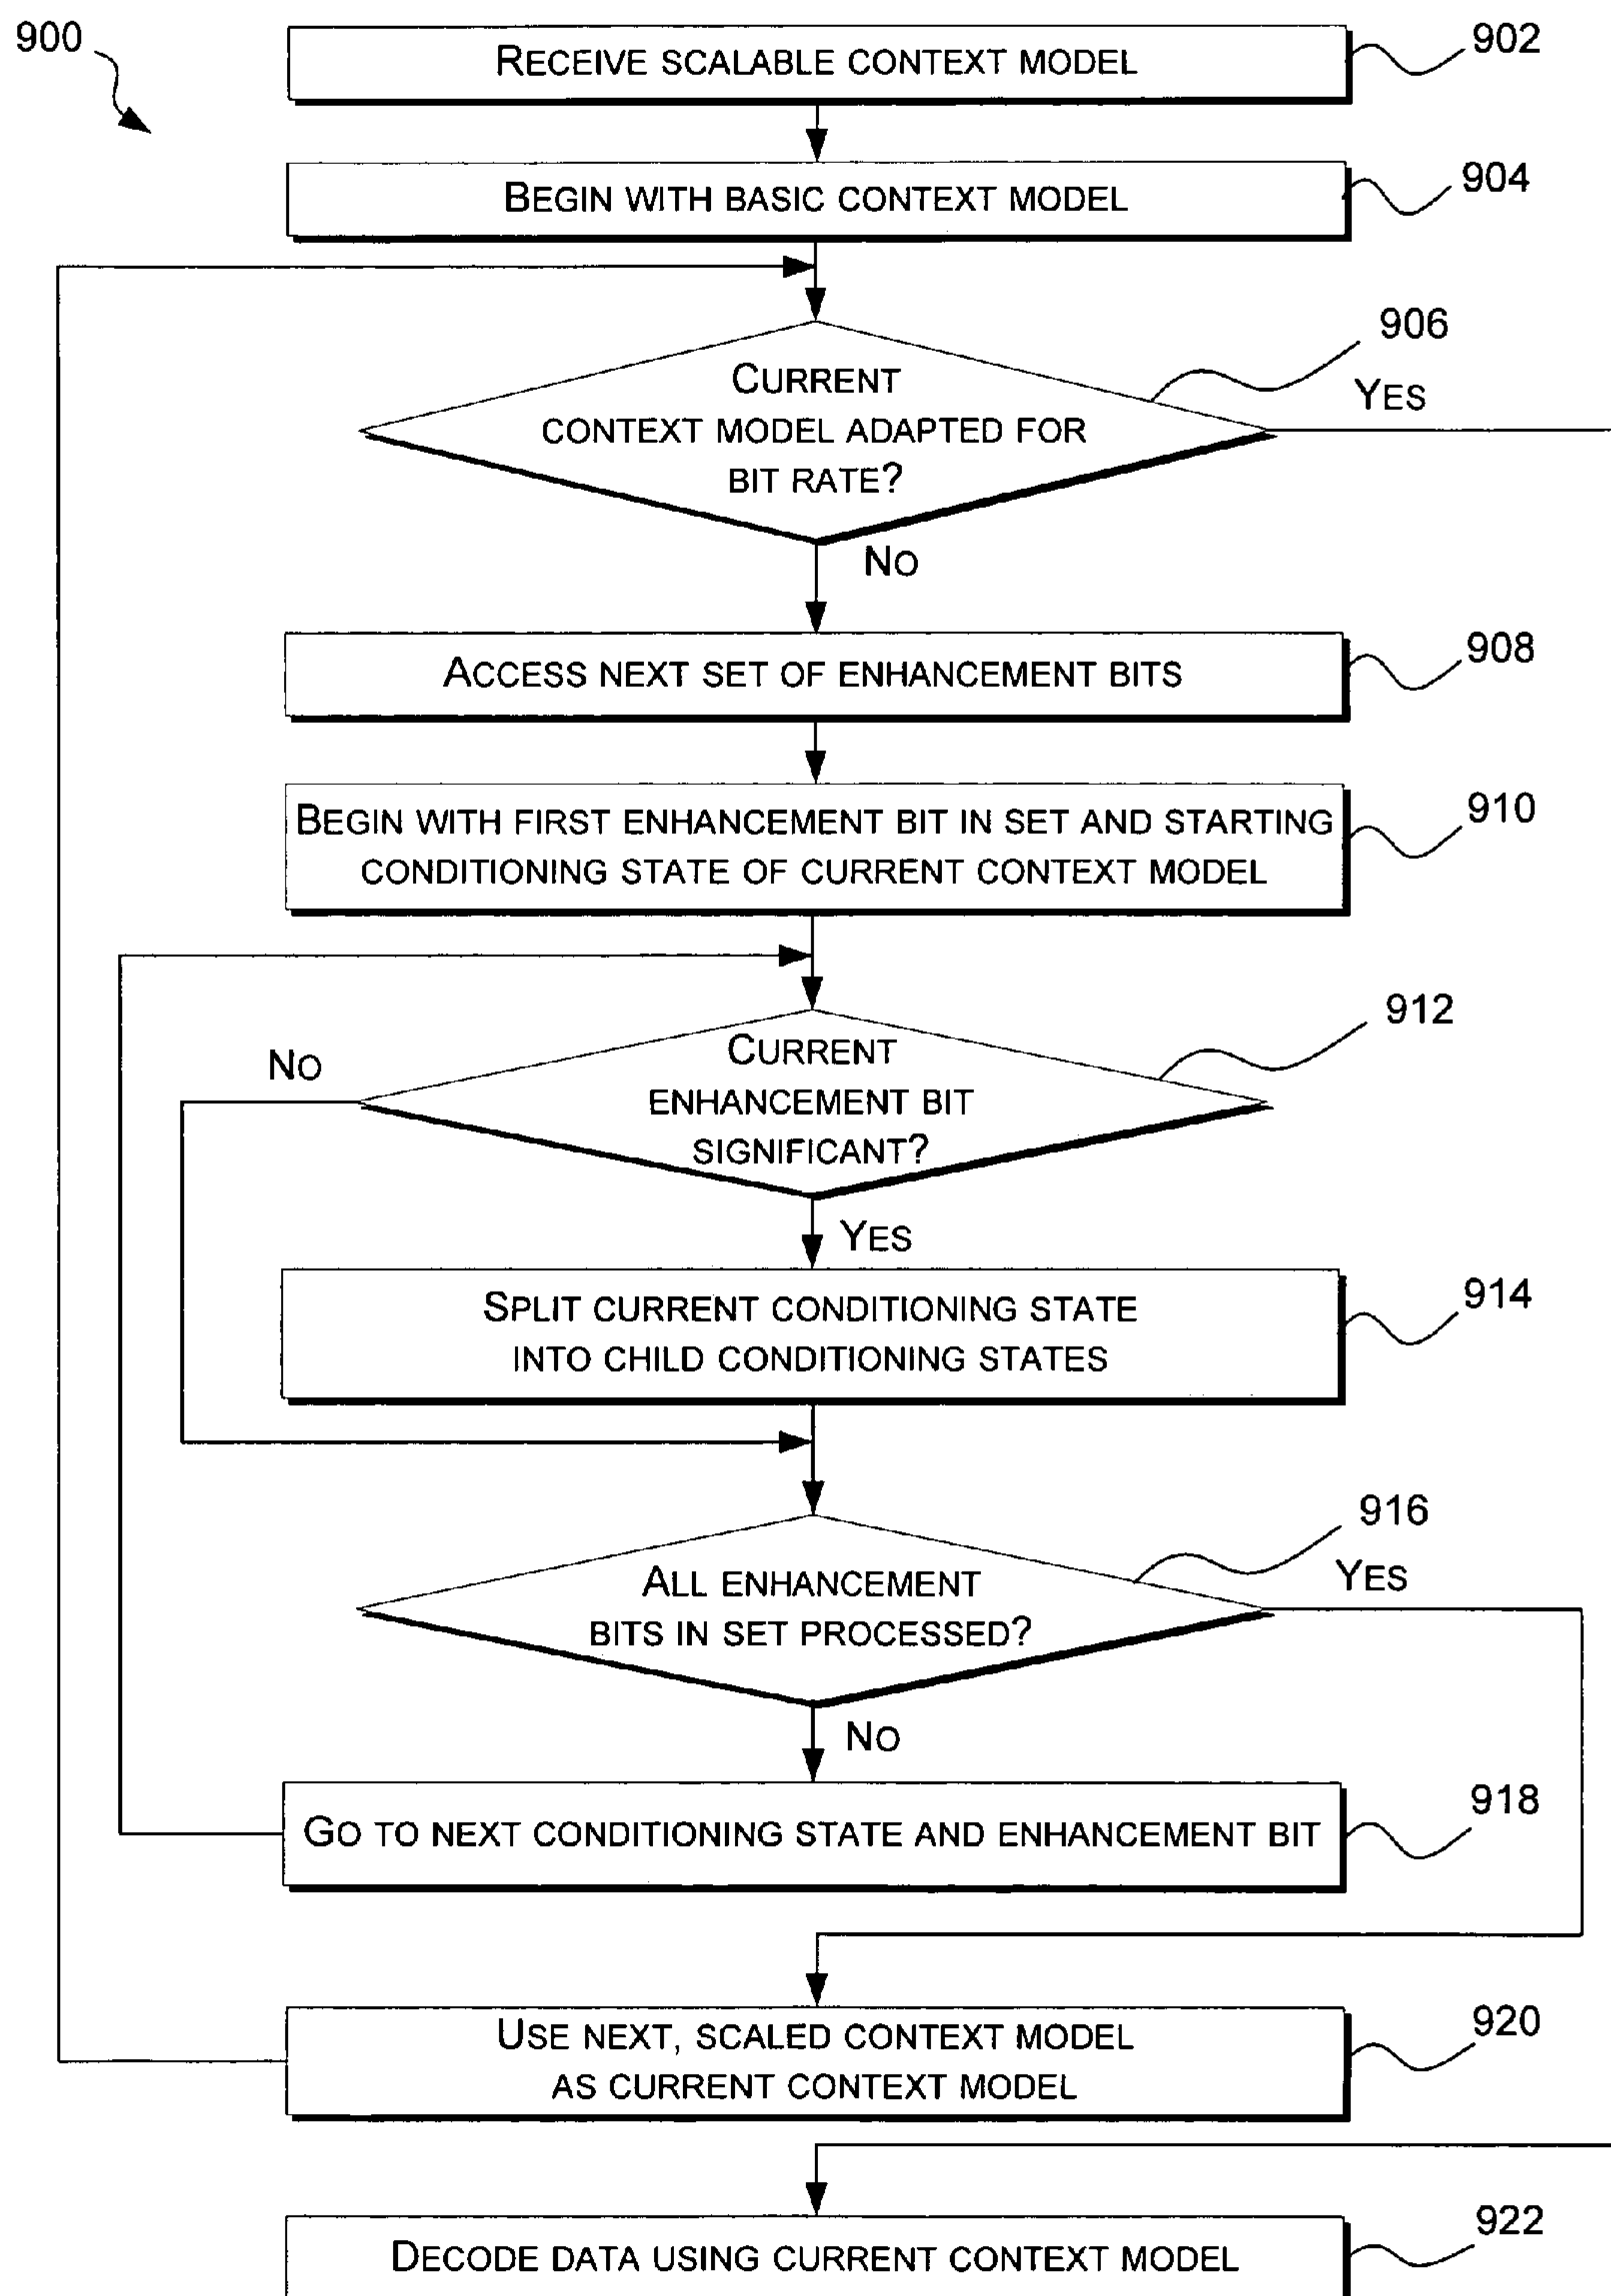 900
RECEIVE SCALABLE CONTEXT MODEL
902
BEGIN WITH BASIC CONTEXT MODEL
904
906
CURRENT
CONTEXT MODEL ADAPTED FOR
BIT RATE?
YES
NO
ACCESS NEXT SET OF ENHANCEMENT BITS
908
BEGIN WITH FIRST ENHANCEMENT BIT IN SET AND STARTING
CONDITIONING STATE OF CURRENT CONTEXT MODEL
910
912
NO
CURRENT
ENHANCEMENT BIT
SIGNIFICANT?
YES
SPLIT CURRENT CONDITIONING STATE
INTO CHILD CONDITIONING STATES
914
916
ALL ENHANCEMENT
BITS IN SET PROCESSED?
YES
NO
GO TO NEXT CONDITIONING STATE AND ENHANCEMENT BIT
918
USE NEXT, SCALED CONTEXT MODEL
AS CURRENT CONTEXT MODEL
920
DECODE DATA USING CURRENT CONTEXT MODEL
922